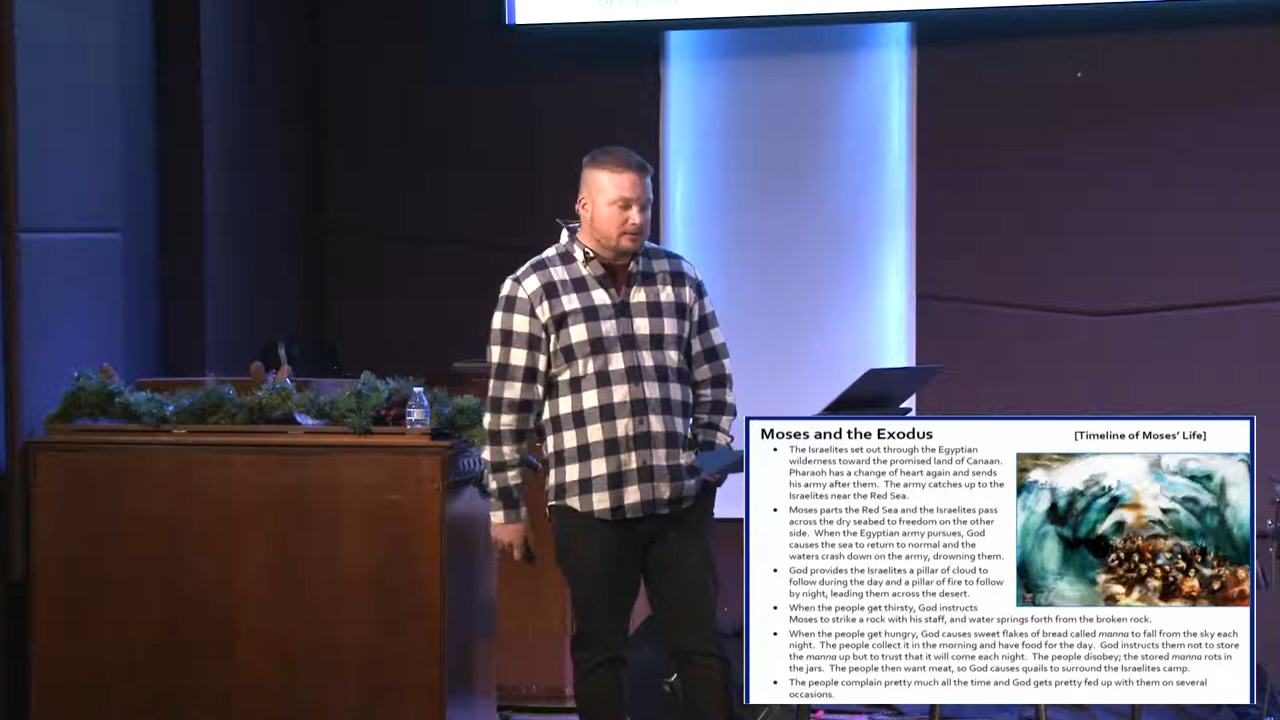 Moses and the Exodus
[Timeline of Moses' Life]
• The Israelites set out through the Egyptian
wilderness toward the promised land of Canaan.
Pharaoh has a change of heart again and sends
his army after them. The army catches up to the
Israelites near the Red Sea.
• Moses parts the Red Sea and the Israelites pass
across the dry seabed to freedom on the other
side. When the Egyptian army pursues, God
causes the sea to return to normal and the
waters crash down on the army, drowning them.
• God provides the Israelites a pillar of cloud to
follow during the day and a pillar of fire to follow
by night, leading them across the desert.
• When the people get thirsty, God instructs
Moses to strike a rock with his staff, and water springs forth from the broken rock.
• When the people get hungry, God causes sweet flakes of bread called manna to fall from the sky each
night. The people collect it in the morning and have food for the day. God instructs them not to store
the manna up but to trust that it will come each night. The people disobey; the stored manna rots in
the jars. The people then want meat, so God causes quails to surround the Israelites camp.
• The people complain pretty much all the time and God gets pretty fed up with them on several
occasions.